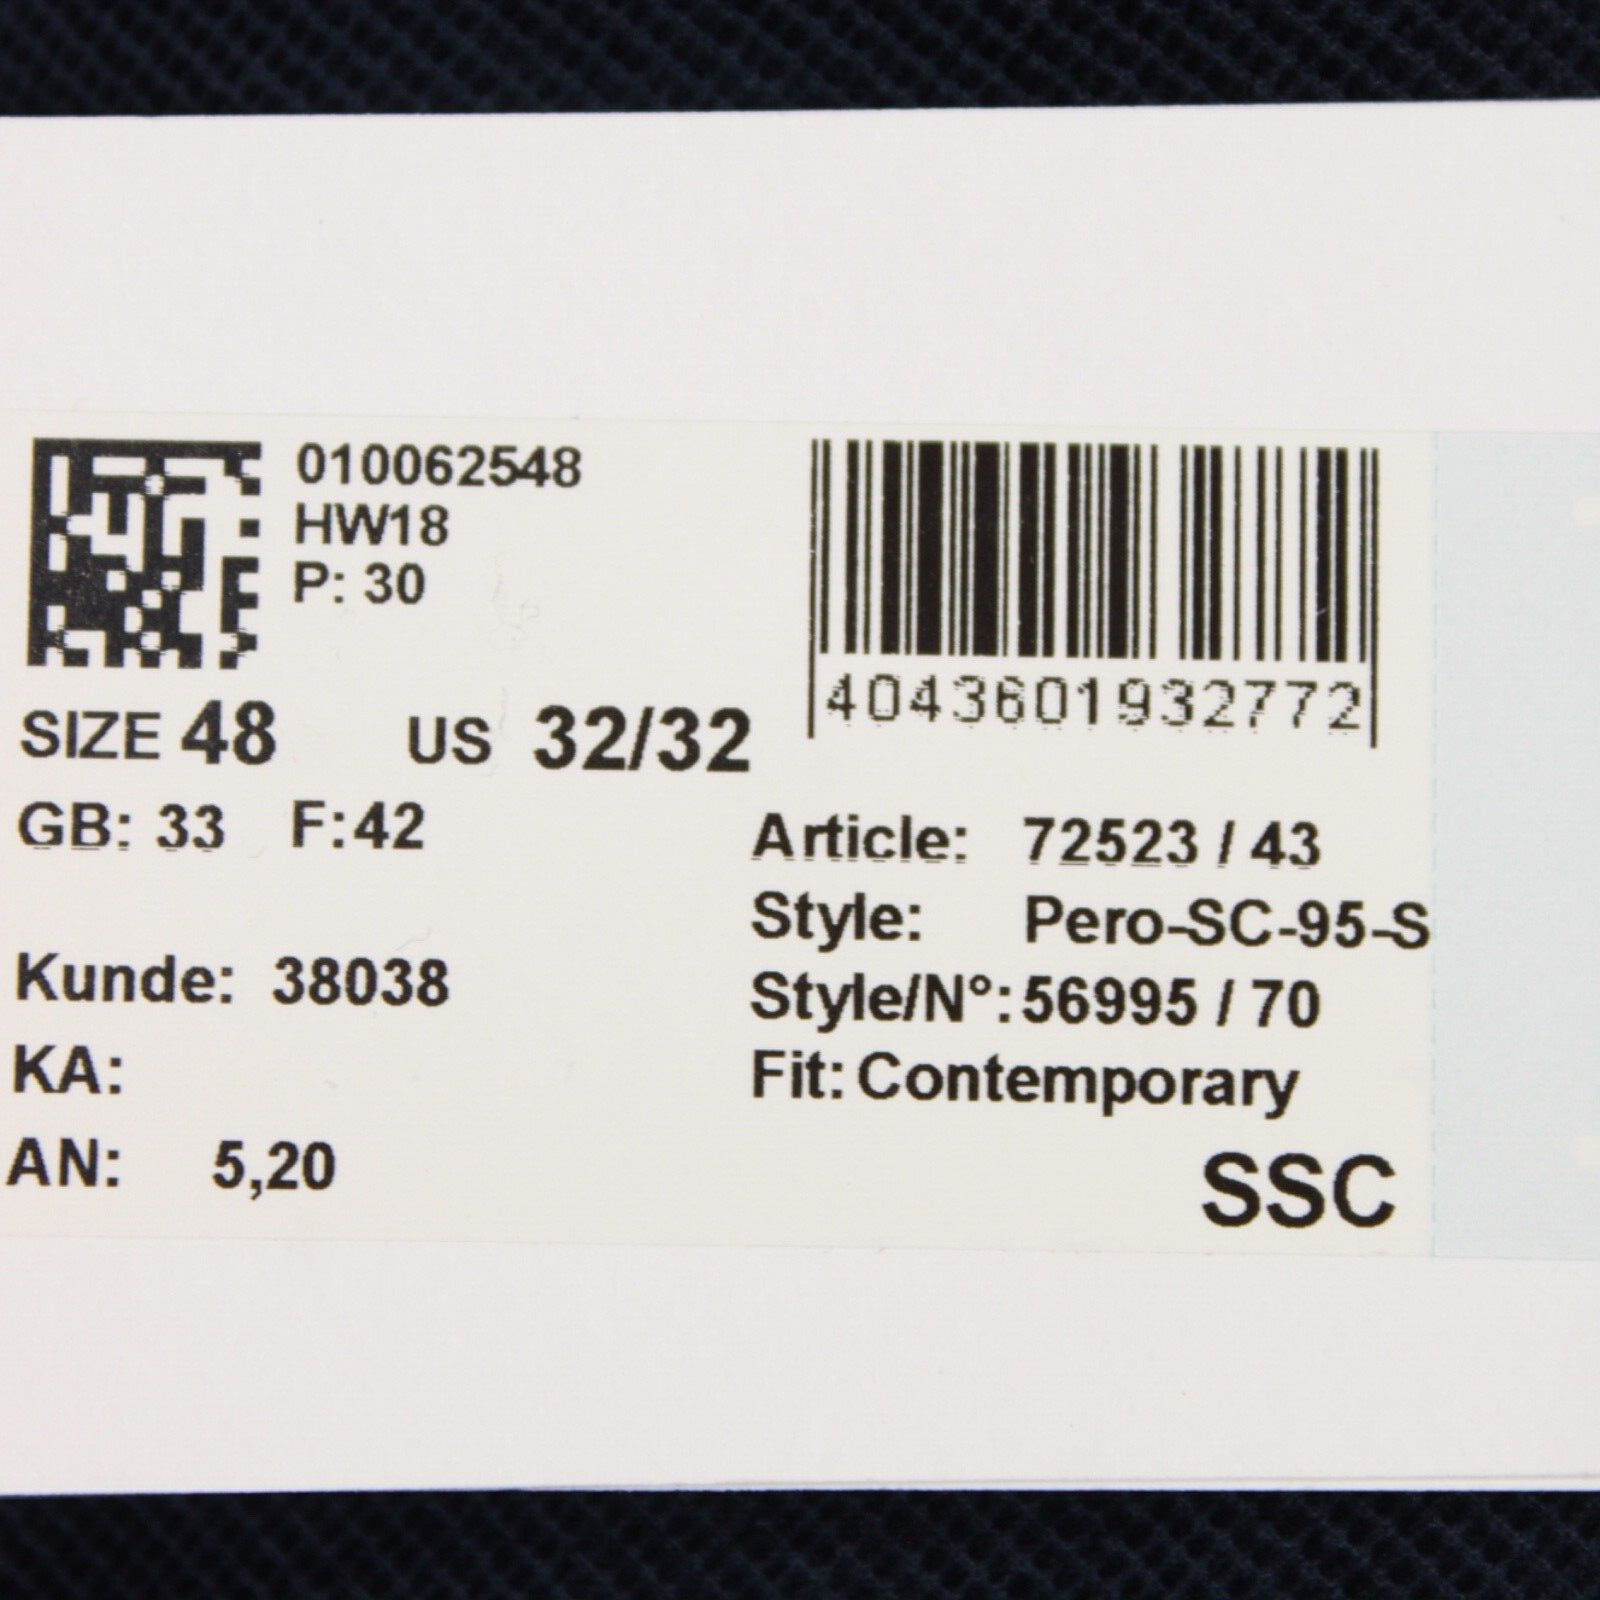 010062548
HW18
P: 30
4043601932772
SIZE 48 US 32/32
GB: 33 F:42
Article: 72523 / 43
Style: Pero-SC-95-S
Kunde: 38038
Style/N°: 56995 / 70
KA:
Fit: Contemporary
AN: 5,20
SSC